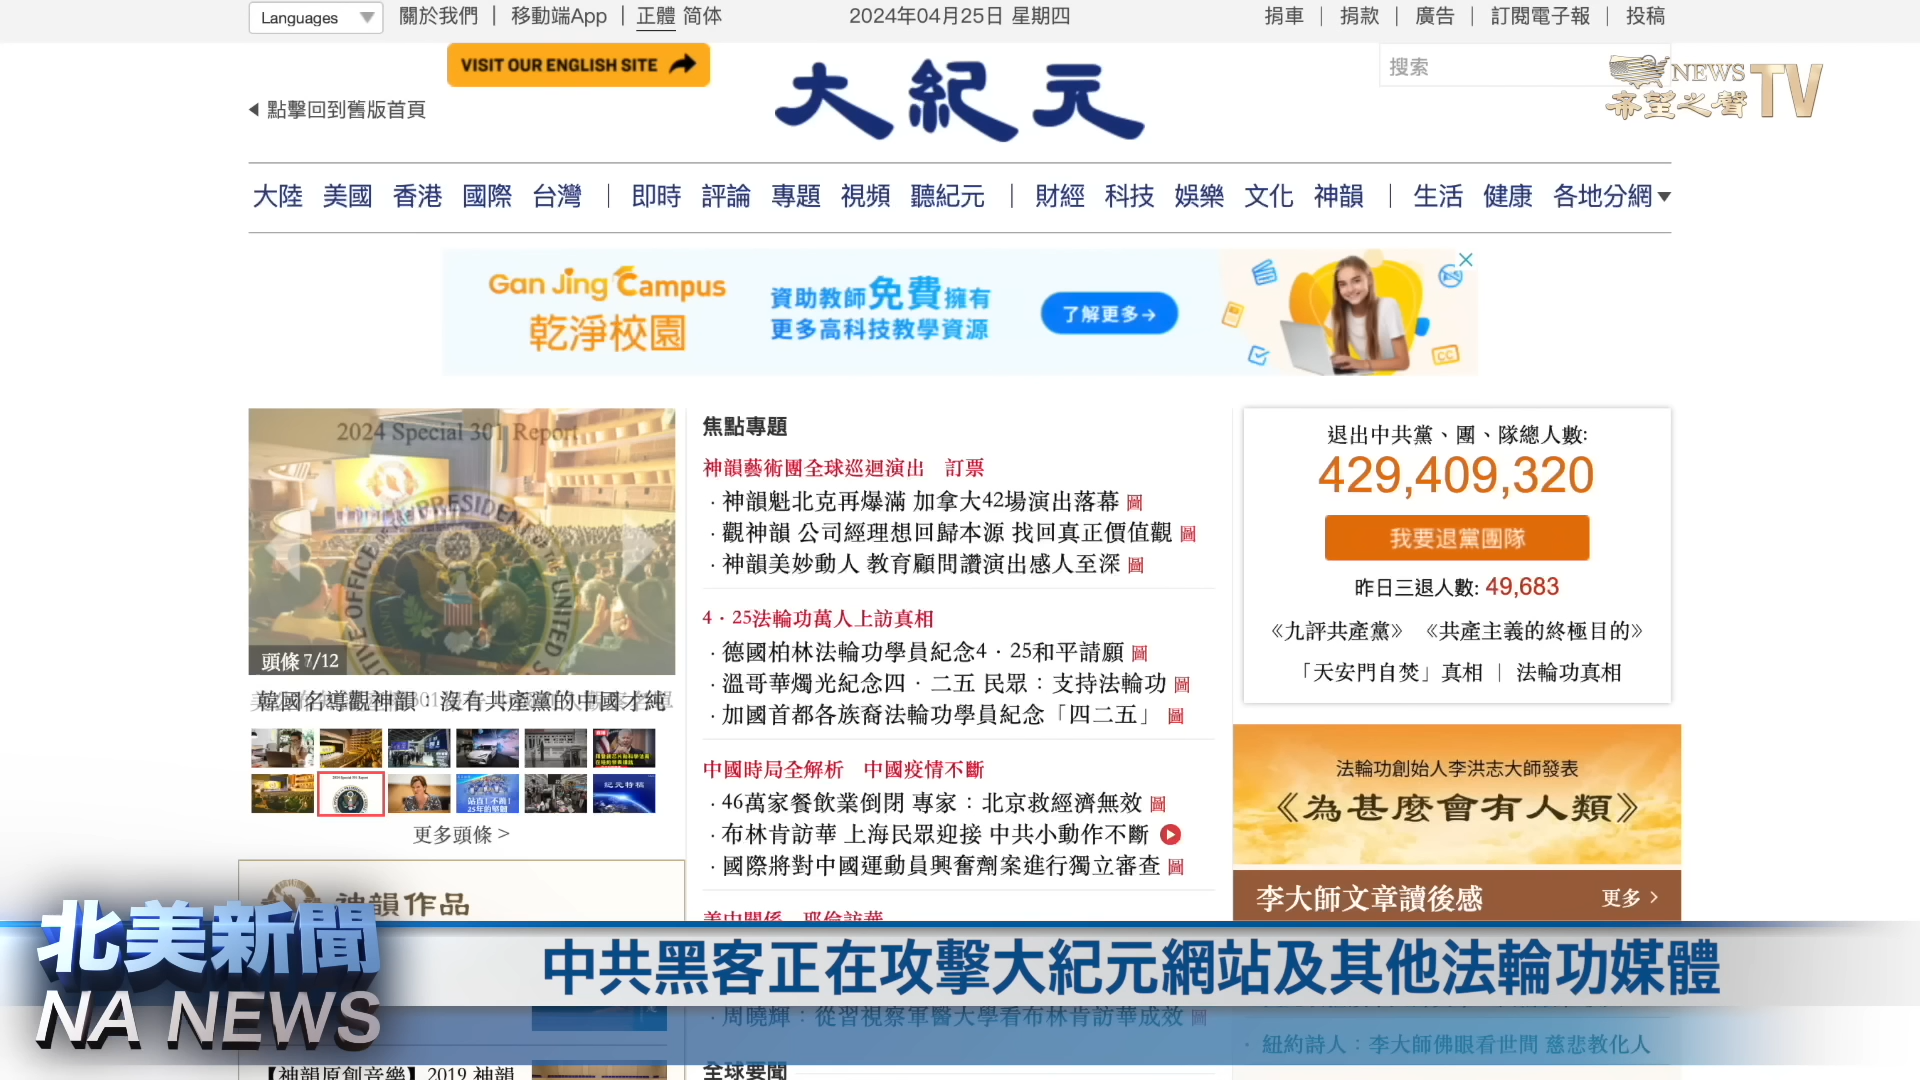 Languages
關於我們 | 移動端App | 正體 简体
2024年04月25日 星期四
捐車 | 捐款 | 廣告 | 訂閱電子報 | 投稿
VISIT OUR ENGLISH SITE
點擊回到舊版首頁
大紀元
搜索
NEWS
希望之聲
TV
大陸 美國 香港 國際 台灣 | 即時 評論 專題 視頻 聽紀元 | 財經 科技 娛樂 文化 神韻 | 生活 健康 各地分網
Gan Jing Campus
乾淨校園
資助教師免費擁有
更多高科技教學資源
了解更多→
2024 Special 301 Report
頭條 7/12
韓國名導觀神韻：沒有共產黨的中國才純
更多頭條 >
神韻作品
【神韻原創音樂】2019 神韻
焦點專題
神韻藝術團全球巡迴演出 訂票
· 神韻魁北克再爆滿 加拿大42場演出落幕 圖
· 觀神韻 公司經理想回歸本源 找回真正價值觀 圖
· 神韻美妙動人 教育顧問讚演出感人至深 圖
4‧25法輪功萬人上訪真相
· 德國柏林法輪功學員紀念4‧25和平請願 圖
· 溫哥華燭光紀念四‧二五 民眾：支持法輪功 圖
· 加國首都各族裔法輪功學員紀念「四二五」 圖
中國時局全解析 中國疫情不斷
· 46萬家餐飲業倒閉 專家：北京救經濟無效 圖
· 布林肯訪華 上海民眾迎接 中共小動作不斷
· 國際將對中國運動員興奮劑案進行獨立審查 圖
美中關係 耶倫訪華
· 周曉輝：從習視察軍醫大學看布林肯訪華成效 圖
全球要聞
退出中共黨、團、隊總人數:
429,409,320
我要退黨團隊
昨日三退人數: 49,683
《九評共產黨》 《共產主義的終極目的》
「天安門自焚」真相 | 法輪功真相
法輪功創始人李洪志大師發表
《為甚麼會有人類》
李大師文章讀後感
更多 >
· 紐約詩人：李大師佛眼看世間 慈悲教化人
北美新聞
NA NEWS
中共黑客正在攻擊大紀元網站及其他法輪功媒體